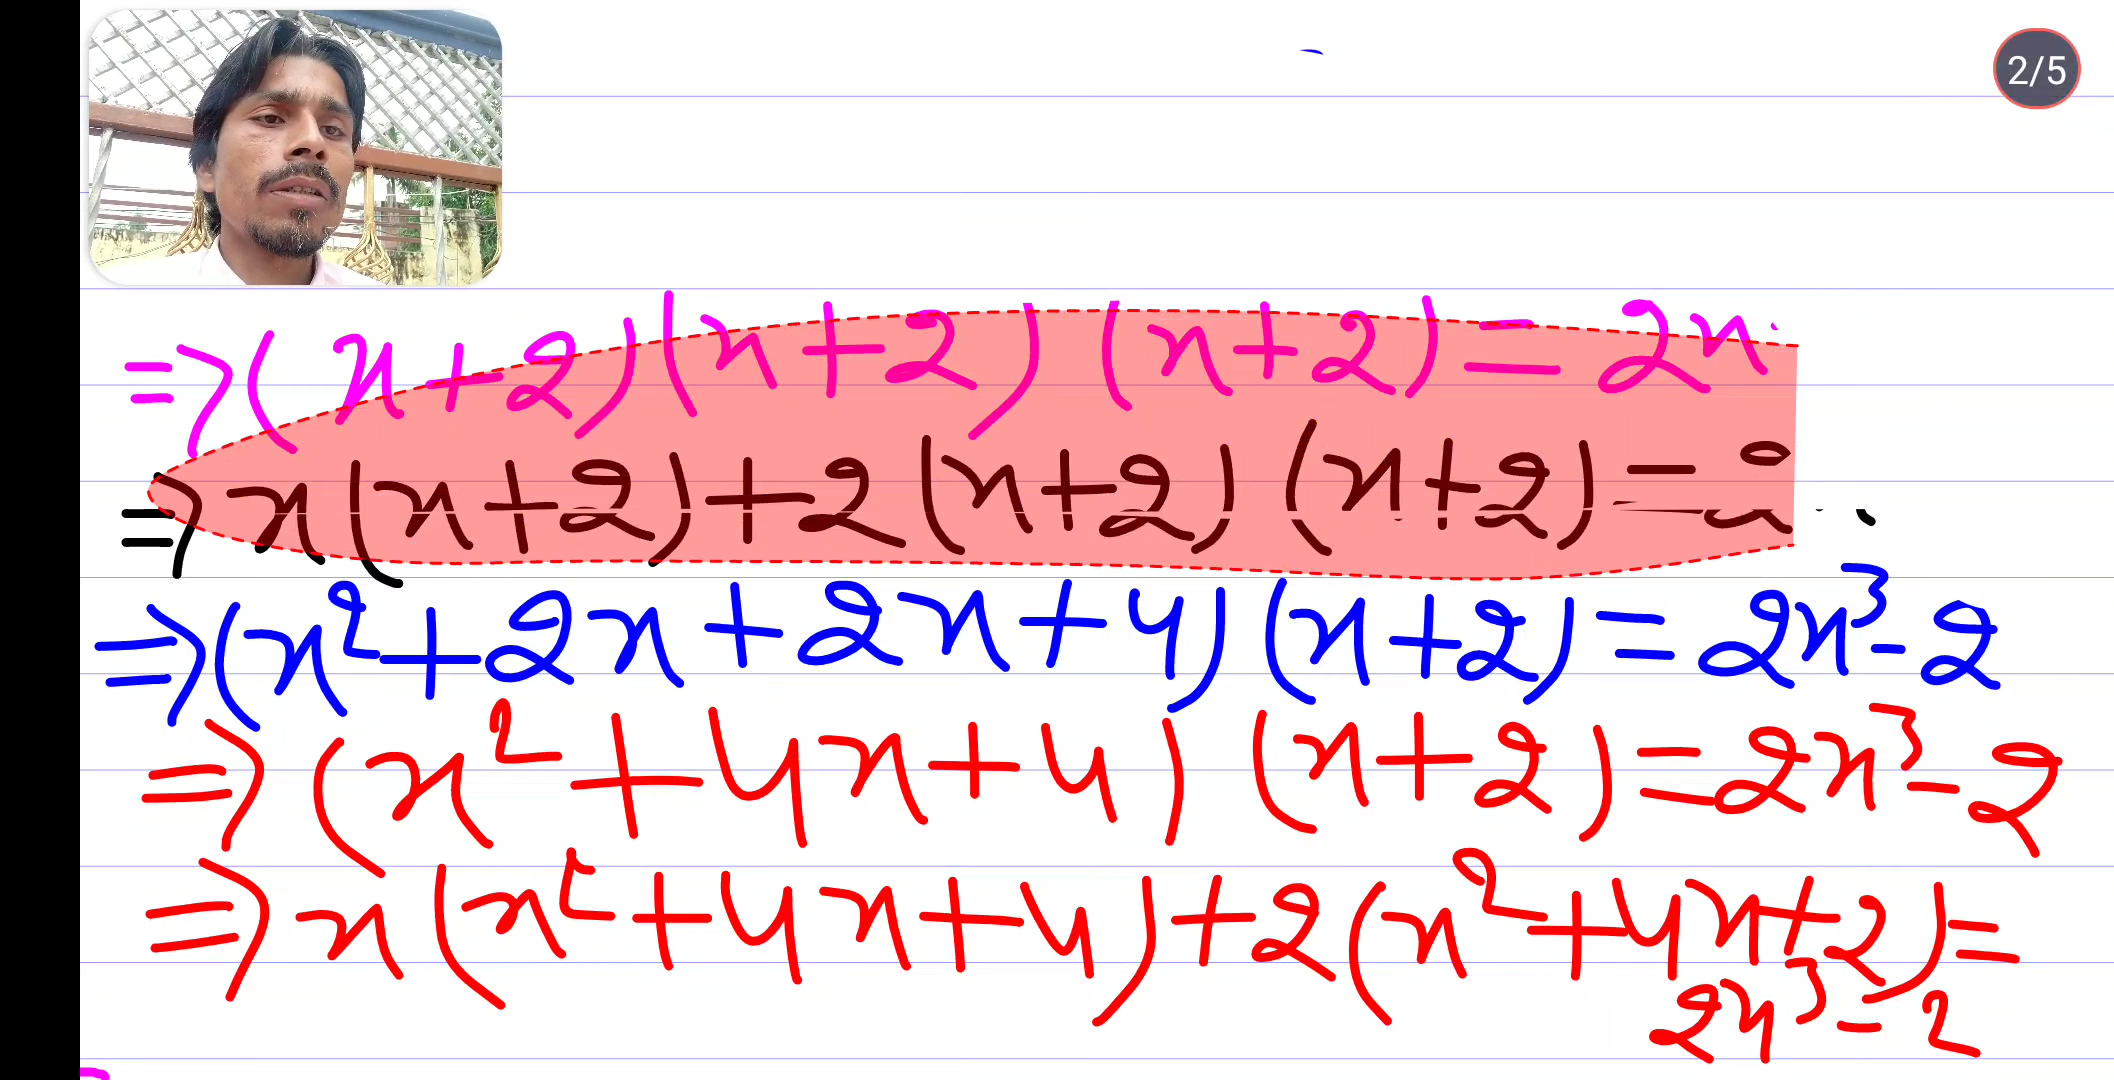 2/5
=>(x+2)(x+2)(x+2)=2x
=>x(x+2)+2(x+2)(x+2)=2
=>(x²+2x+2x+4)(x+2)=2x³-2
=>(x²+4x+4)(x+2)=2x³-2
=>x(x²+4x+4)+2(x²+4x+2)=
2x³-2